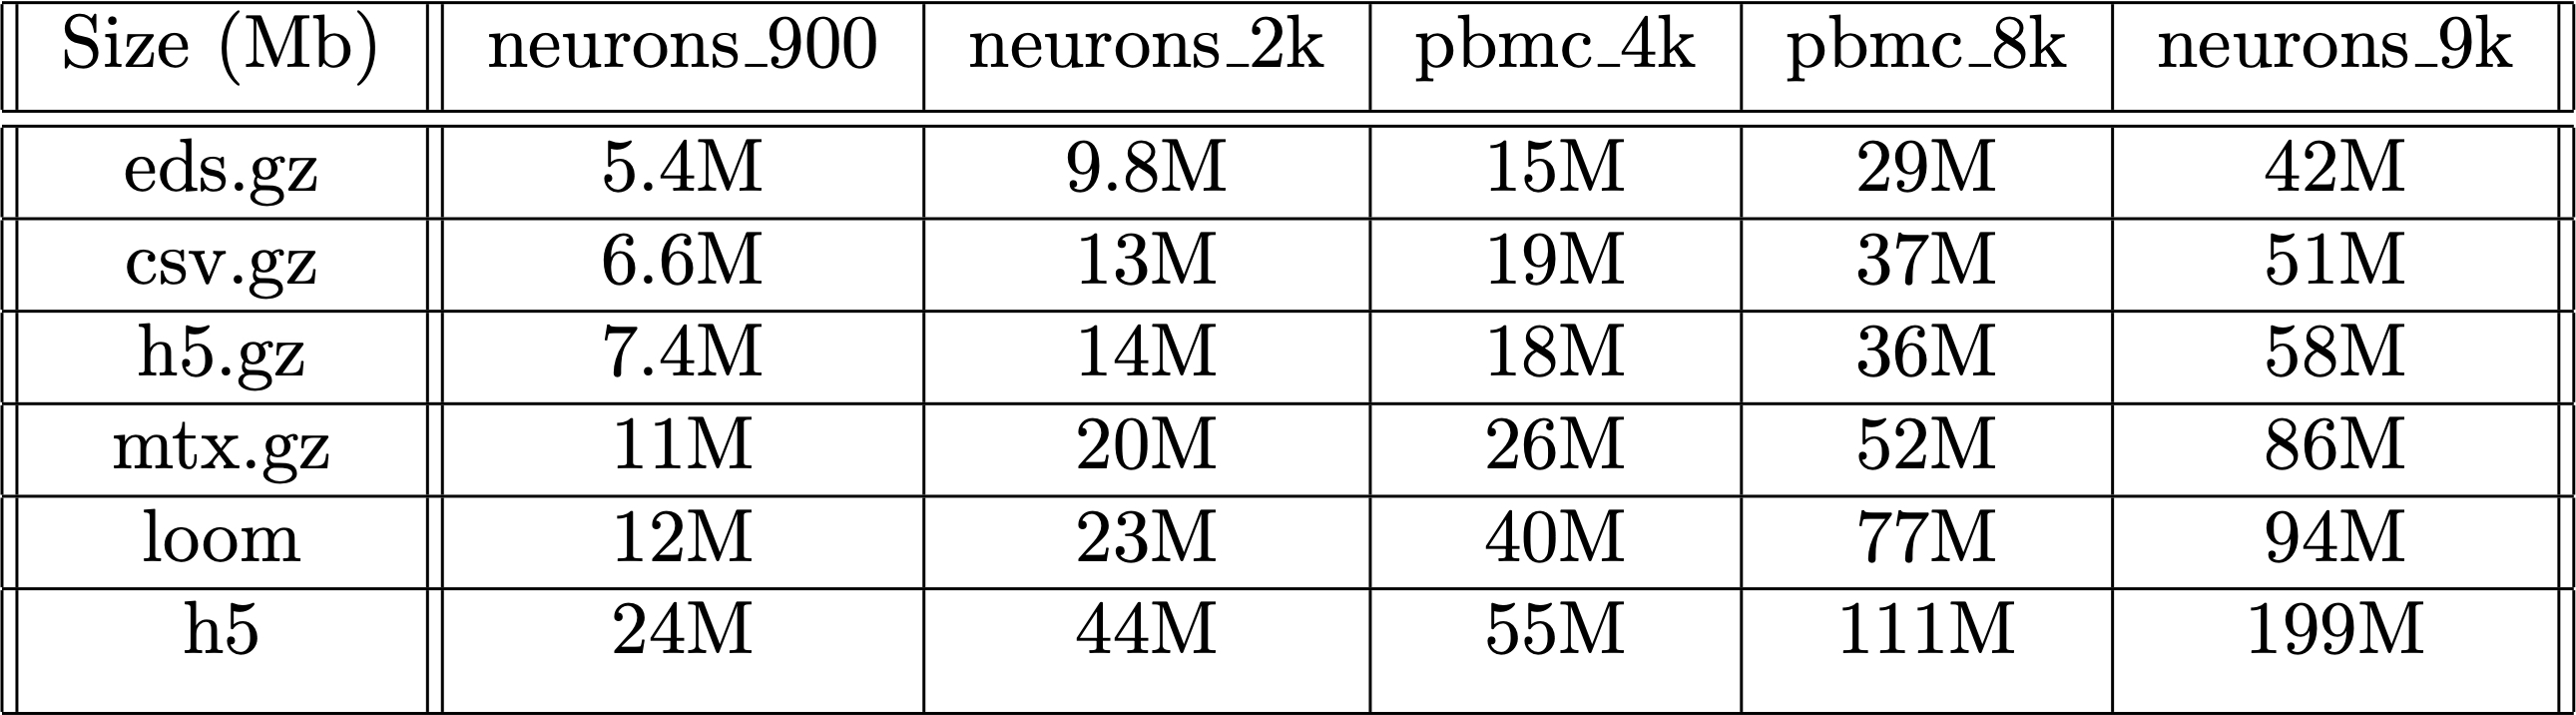 Size (Mb) neurons_900 neurons_2k pbmc_4k pbmc_8k neurons_9k
eds.gz 5.4M 9.8M 15M 29M 42M
csv.gz 6.6M 13M 19M 37M 51M
h5.gz 7.4M 14M 18M 36M 58M
mtx.gz 11M 20M 26M 52M 86M
loom 12M 23M 40M 77M 94M
h5 24M 44M 55M 111M 199M